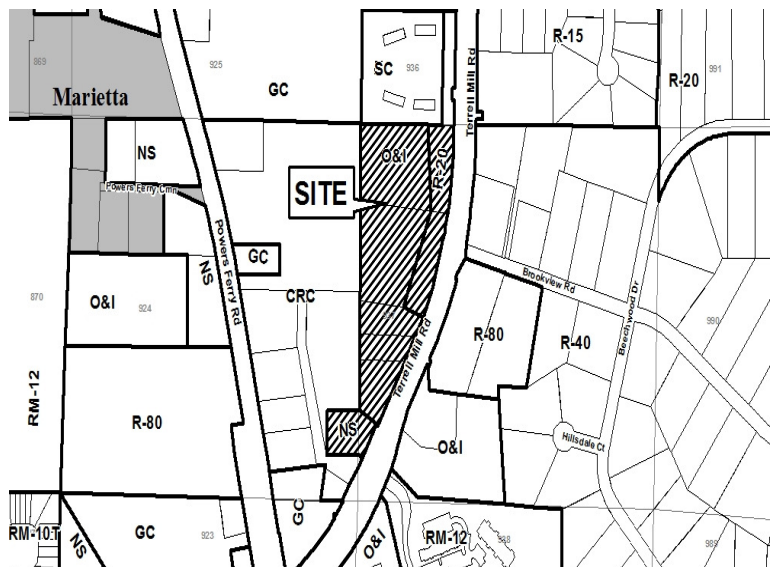 R-15
869
925
SC
936
R-20
991
GC
Marietta
Terrell Mill Rd
NS
O&I
R-20
SITE
Powers Ferry Cmn
Powers Ferry Rd
GC
NS
Brookview Rd
870
O&I
924
CRC
Beechwood Dr
990
R-80
R-40
Terrell Mill Rd
RM-12
R-80
NS
O&I
Hillsdale Ct
GC
RM-10T
NS
GC
923
O&I
RM-12
988
989